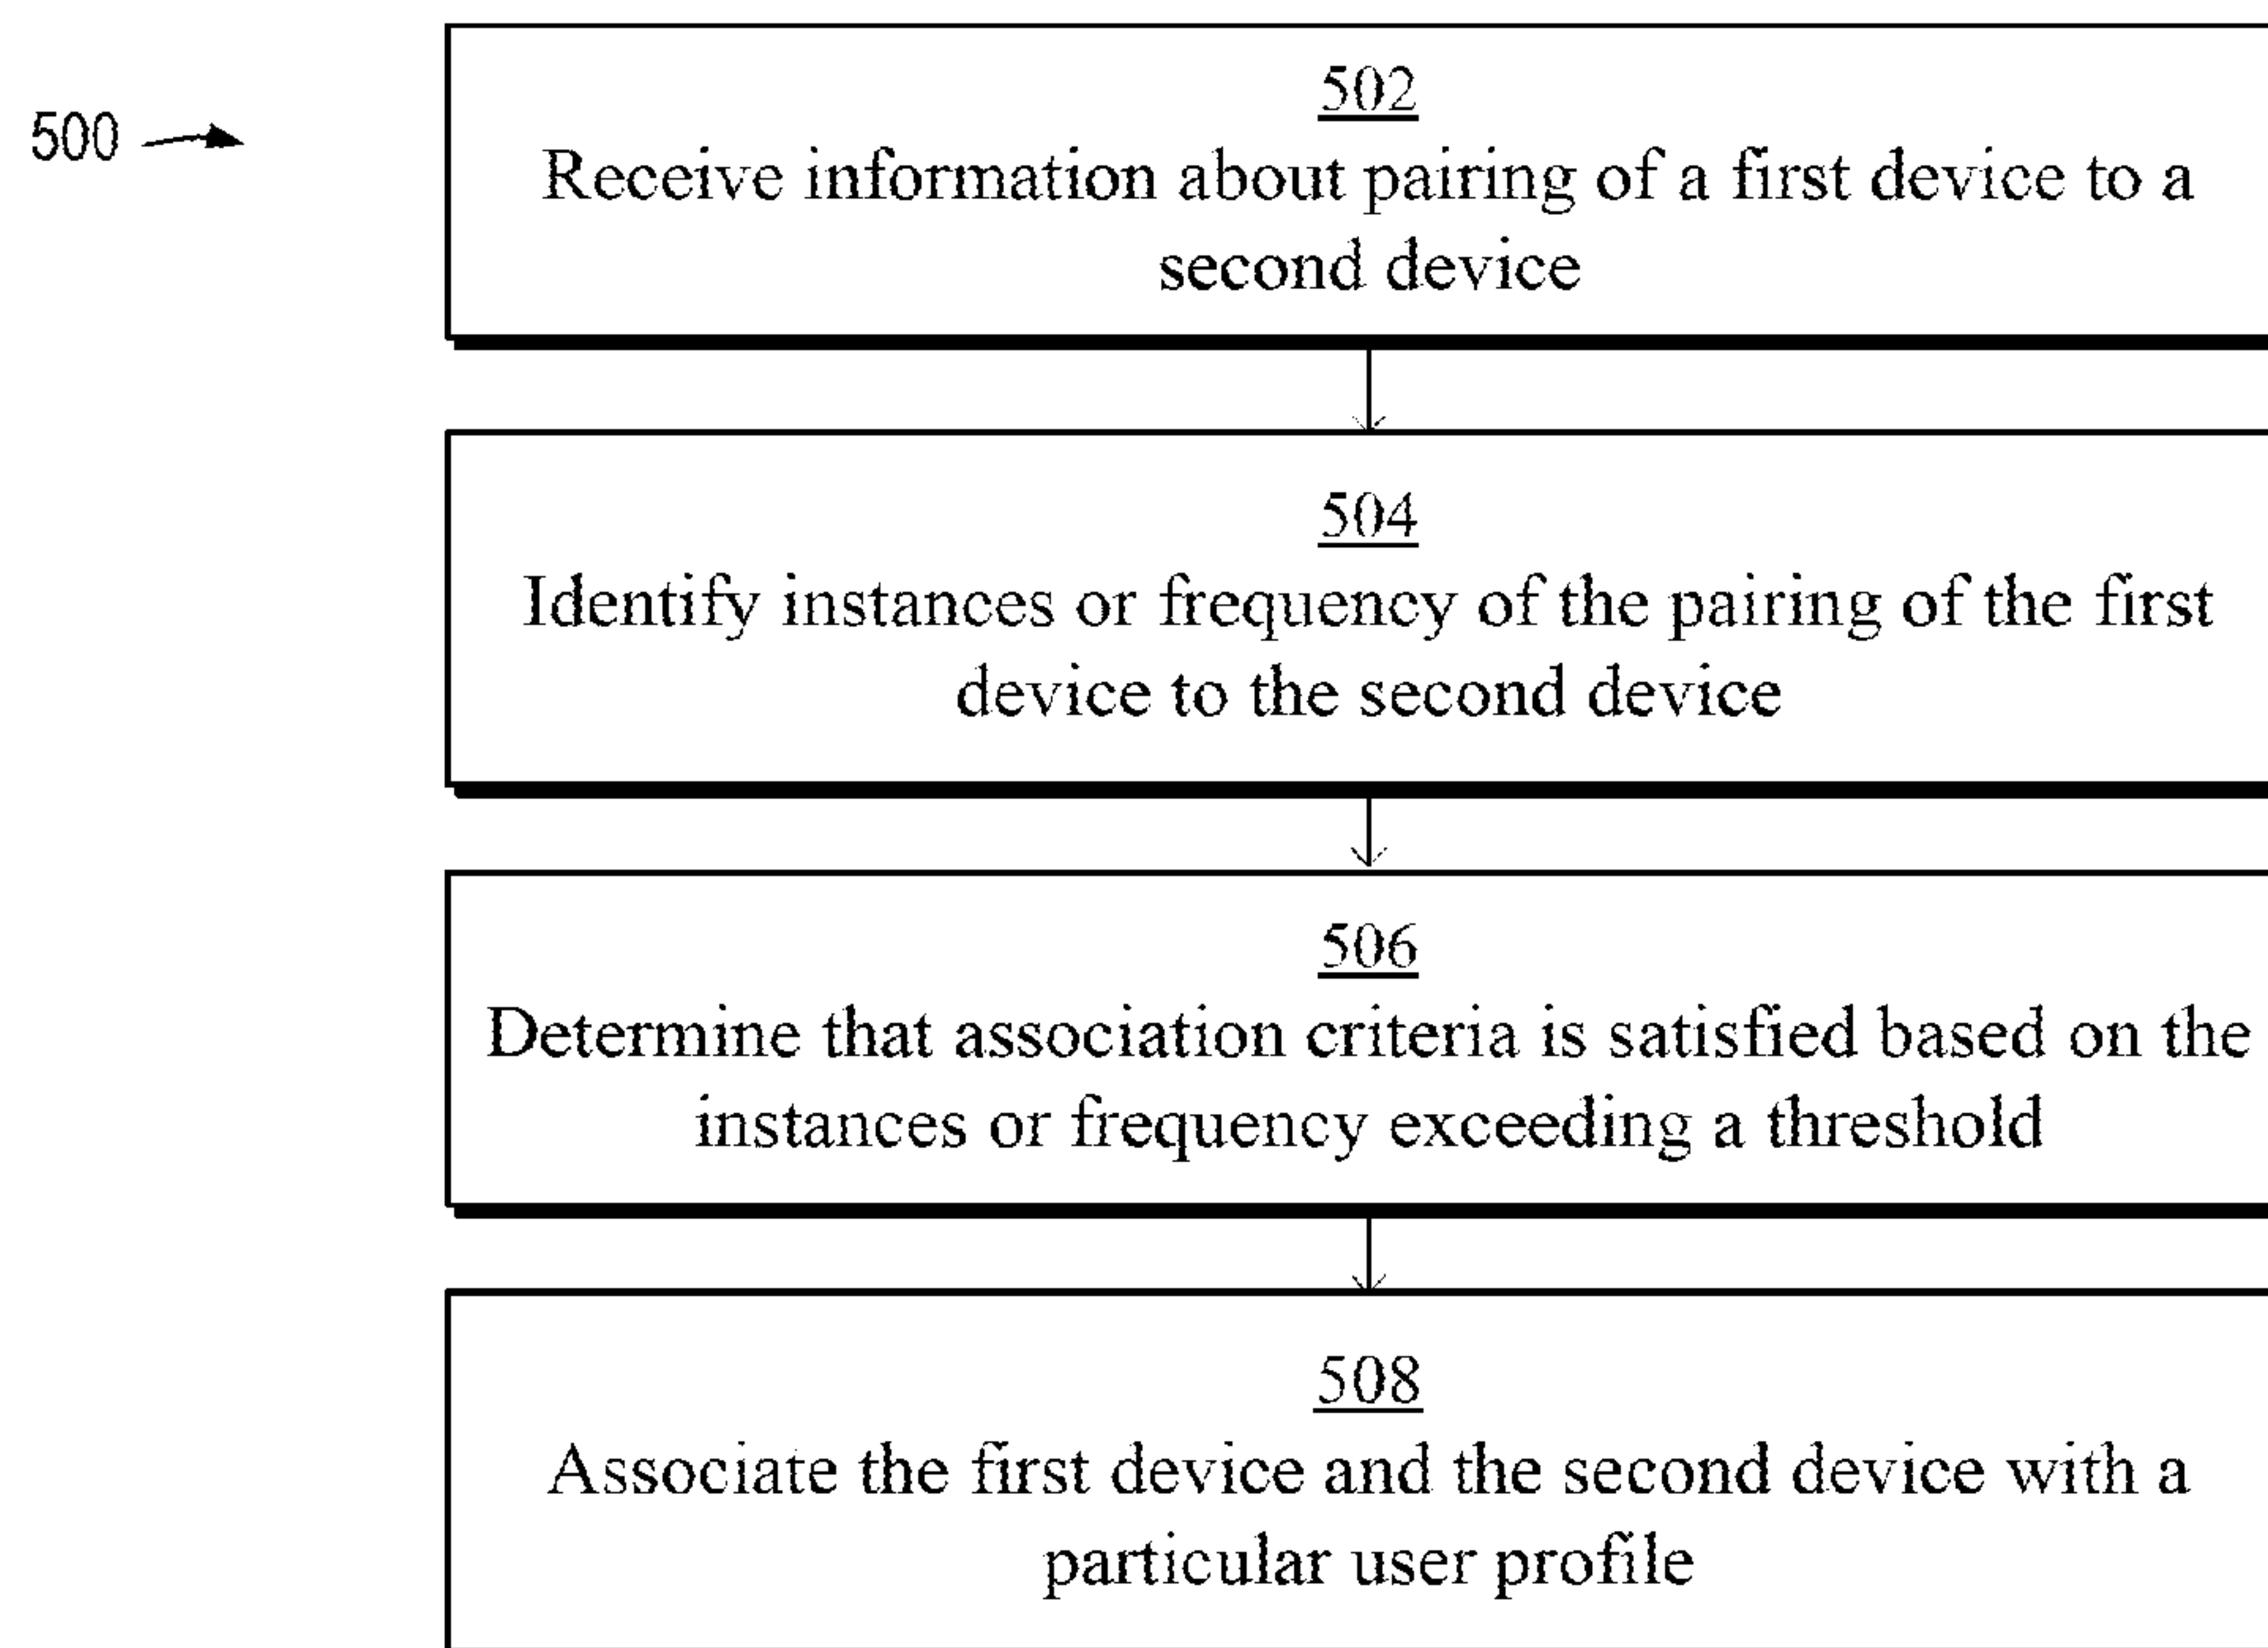 500
502
Receive information about pairing of a first device to a
second device
504
Identify instances or frequency of the pairing of the first
device to the second device
506
Determine that association criteria is satisfied based on the
instances or frequency exceeding a threshold
508
Associate the first device and the second device with a
particular user profile